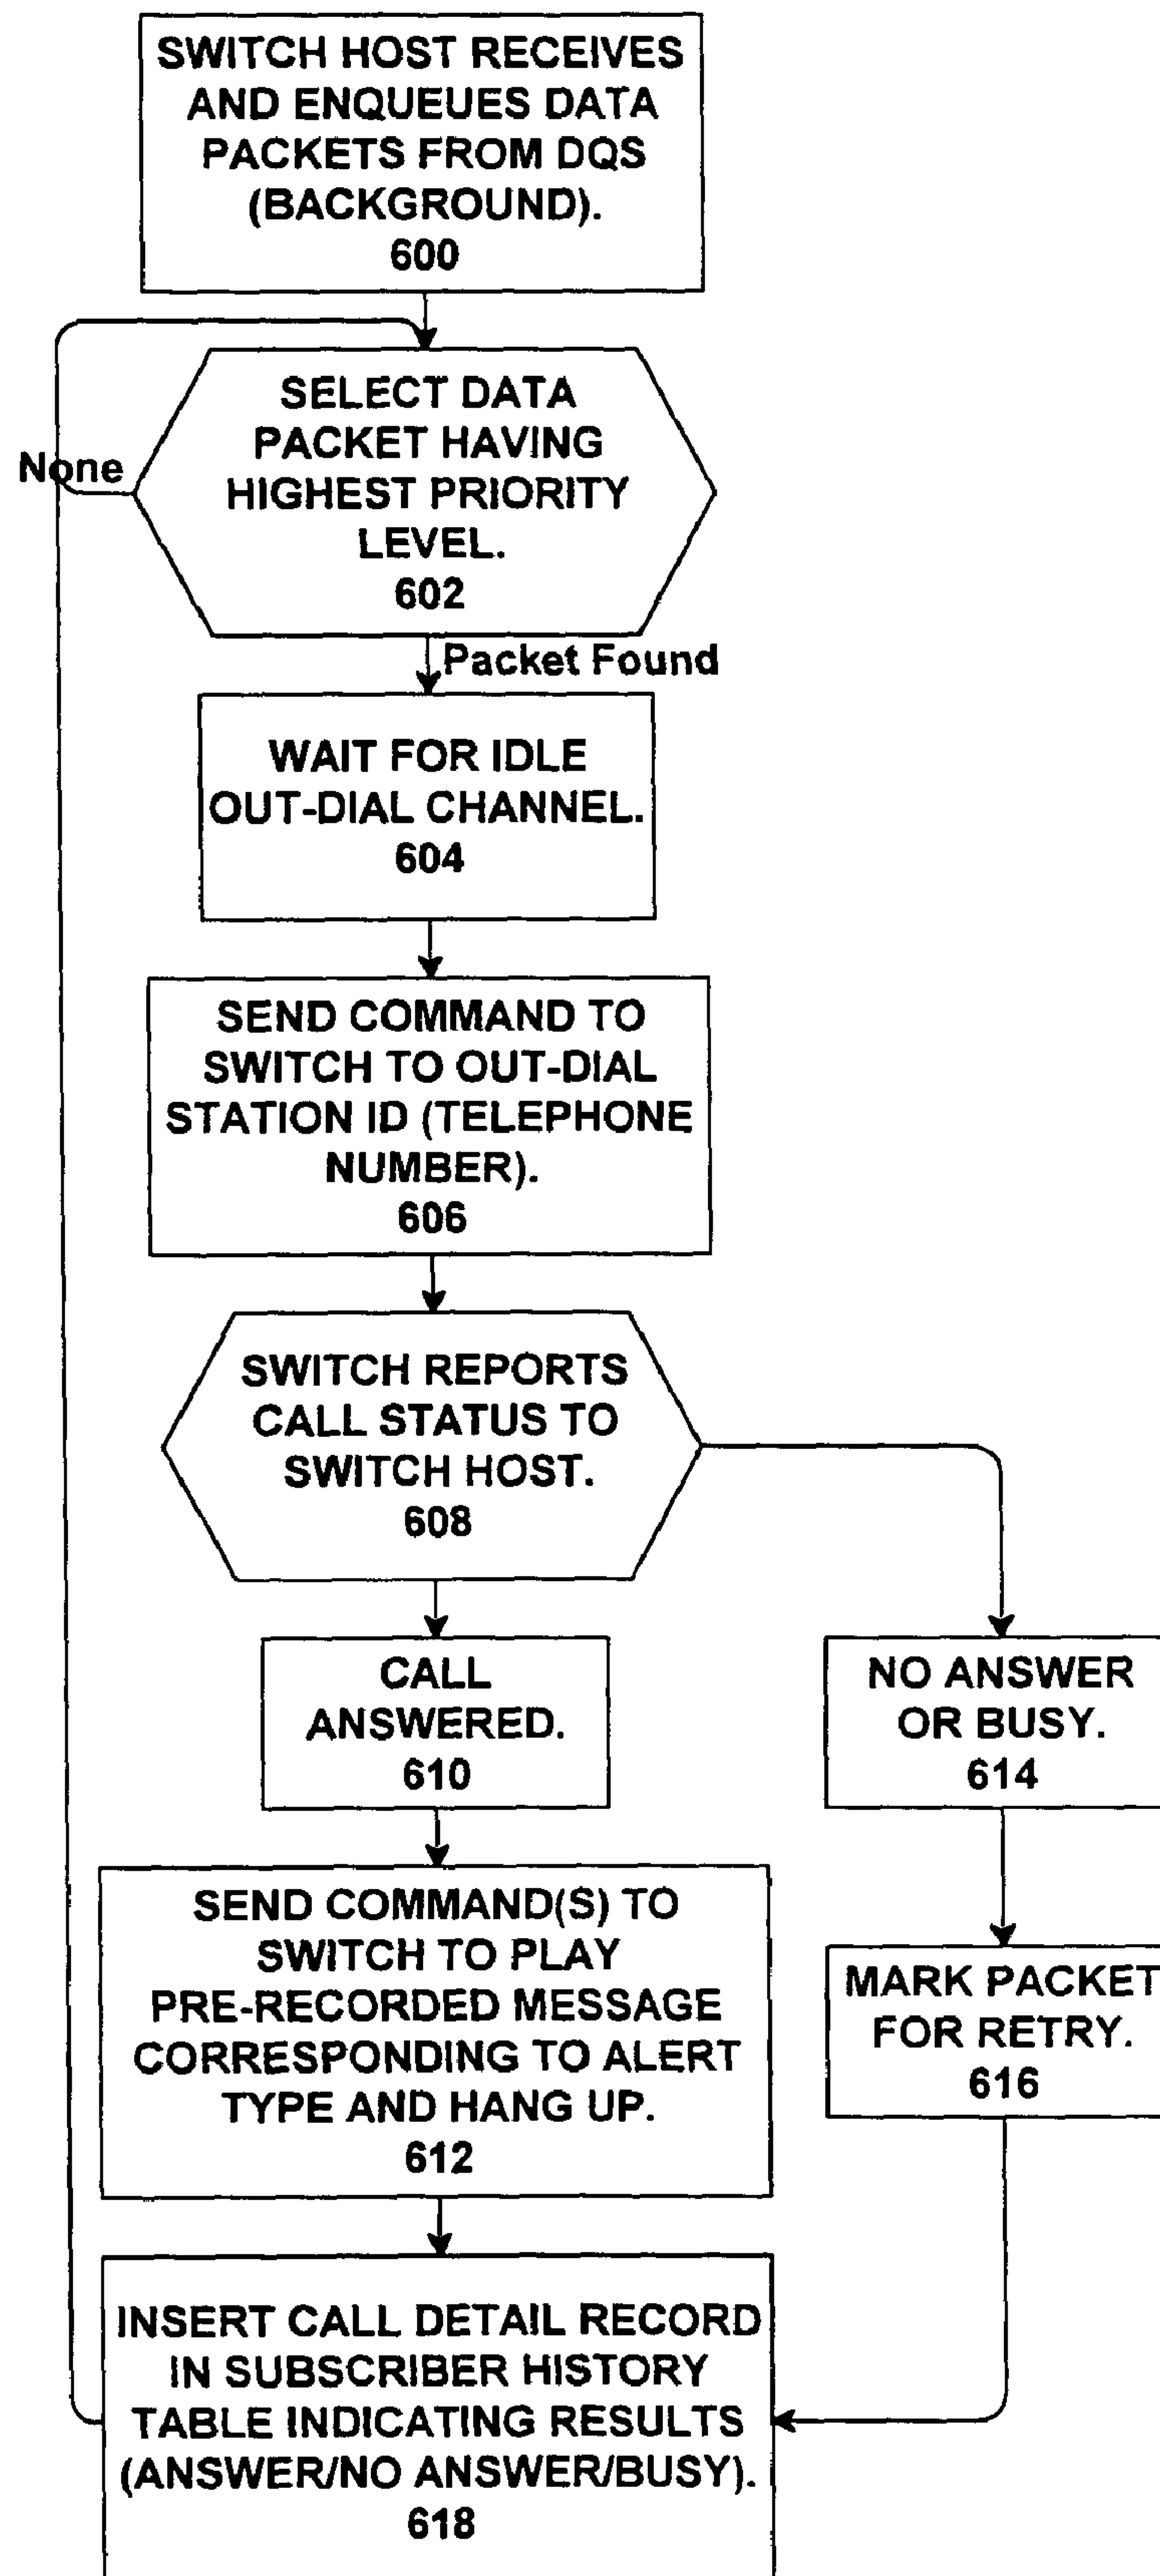 SWITCH HOST RECEIVES
AND ENQUEUES DATA
PACKETS FROM DQS
(BACKGROUND).
600
SELECT DATA
PACKET HAVING
HIGHEST PRIORITY
LEVEL.
602
None
Packet Found
WAIT FOR IDLE
OUT-DIAL CHANNEL.
604
SEND COMMAND TO
SWITCH TO OUT-DIAL
STATION ID (TELEPHONE
NUMBER).
606
SWITCH REPORTS
CALL STATUS TO
SWITCH HOST.
608
CALL
ANSWERED.
610
NO ANSWER
OR BUSY.
614
SEND COMMAND(S) TO
SWITCH TO PLAY
PRE-RECORDED MESSAGE
CORRESPONDING TO ALERT
TYPE AND HANG UP.
612
MARK PACKET
FOR RETRY.
616
INSERT CALL DETAIL RECORD
IN SUBSCRIBER HISTORY
TABLE INDICATING RESULTS
(ANSWER/NO ANSWER/BUSY).
618